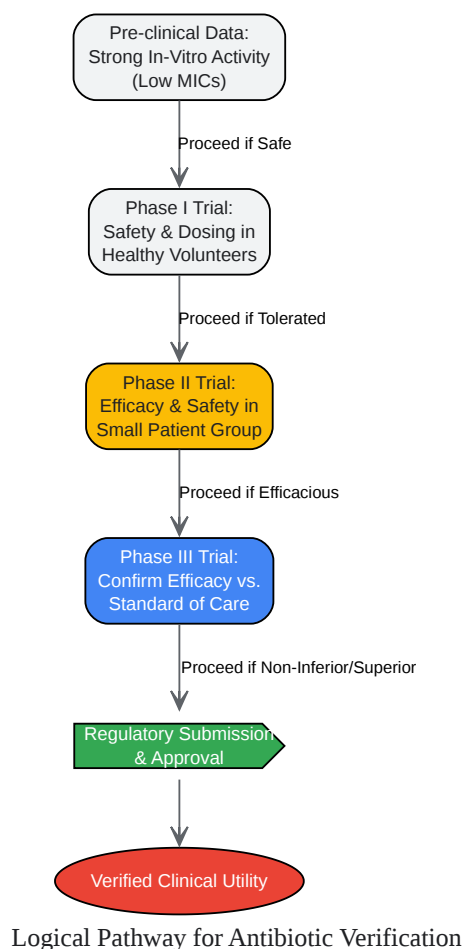 Pre-clinical Data:
Strong In-Vitro Activity
(Low MICs)
Proceed if Safe
Phase I Trial:
Safety & Dosing in
Healthy Volunteers
Proceed if Tolerated
Phase II Trial:
Efficacy & Safety in
Small Patient Group
Proceed if Efficacious
Phase III Trial:
Confirm Efficacy vs.
Standard of Care
Proceed if Non-Inferior/Superior
Regulatory Submission
& Approval
Verified Clinical Utility
Logical Pathway for Antibiotic Verification